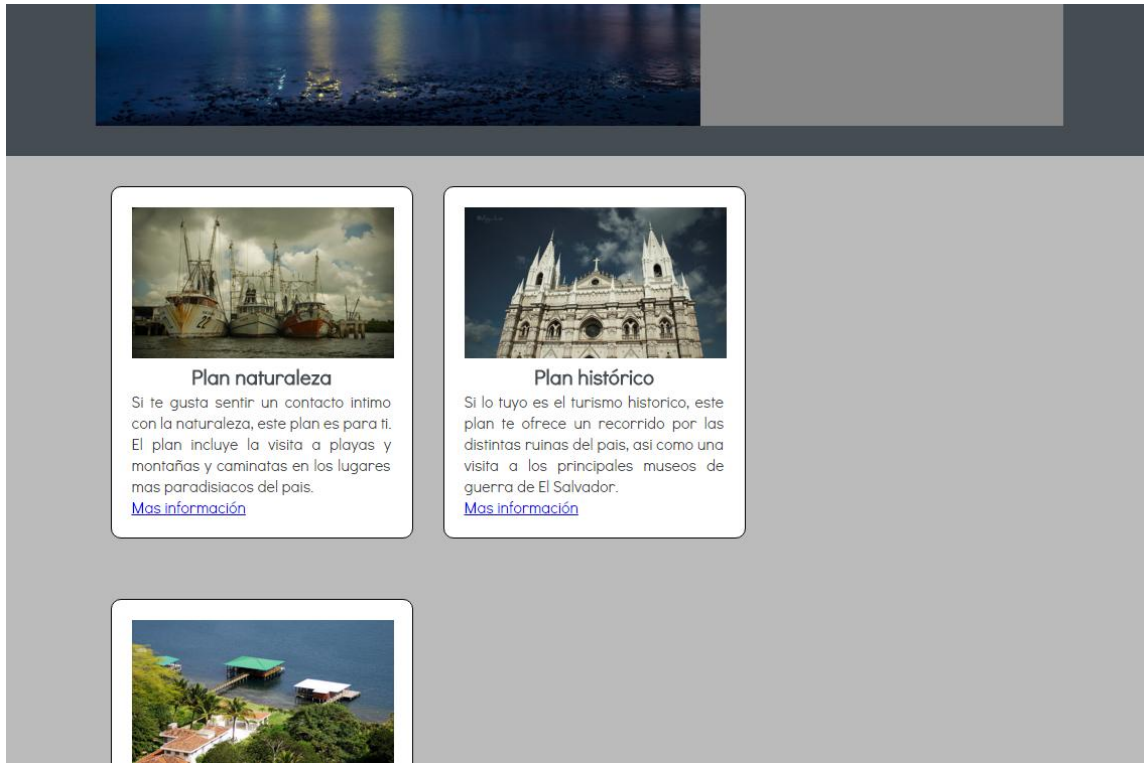 Plan naturaleza
Si te gusta sentir un contacto intimo
con la naturaleza, este plan es para ti.
El plan incluye la visita a playas y
montañas y caminatas en los lugares
mas paradisiacos del pais.
Mas información
Plan histórico
Si lo tuyo es el turismo historico, este
plan te ofrece un recorrido por las
distintas ruinas del pais, asi como una
visita a los principales museos de
guerra de El Salvador.
Mas información
22